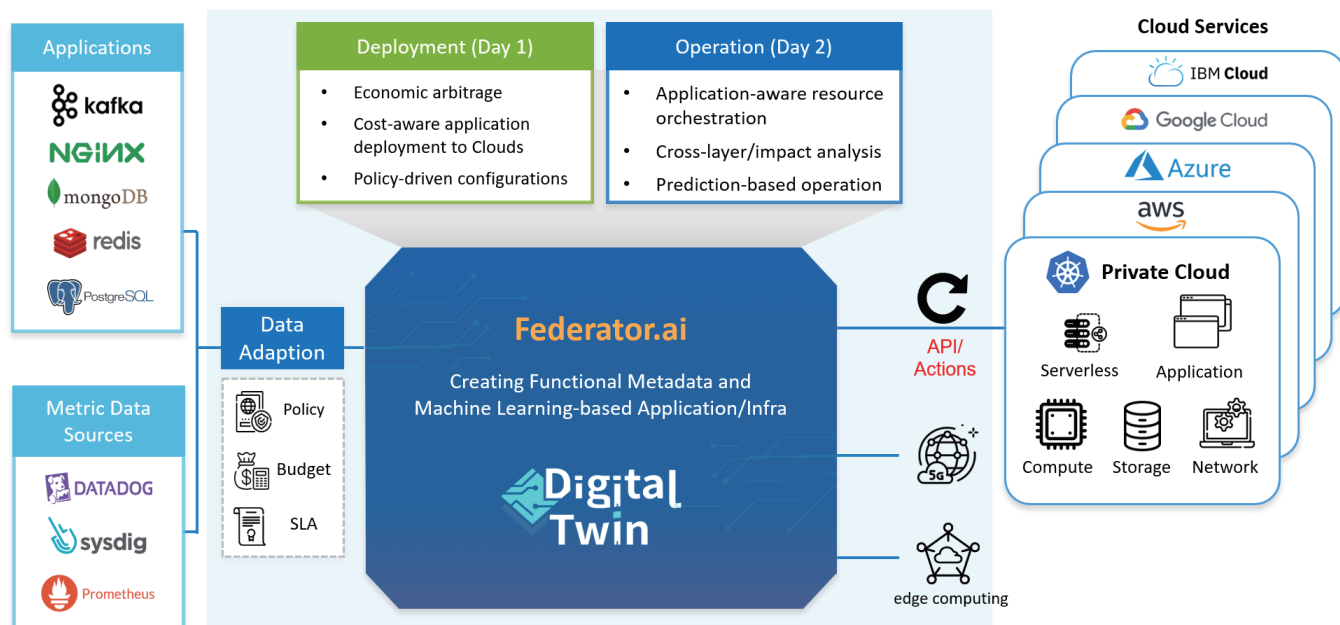 Applications
kafka
NGINX
mongoDB
redis
PostgreSQL
Metric Data
Sources
DATADOG
sysdig
Prometheus
Data
Adaption
Policy
Budget
SLA
Deployment (Day 1)
• Economic arbitrage
• Cost-aware application
deployment to Clouds
• Policy-driven configurations
Operation (Day 2)
• Application-aware resource
orchestration
• Cross-layer/impact analysis
• Prediction-based operation
Federator.ai
Creating Functional Metadata and
Machine Learning-based Application/Infra
Digital
Twin
API/
Actions
5G
edge computing
Cloud Services
IBM Cloud
Google Cloud
Azure
aws
Private Cloud
Serverless
Application
Compute
Storage
Network